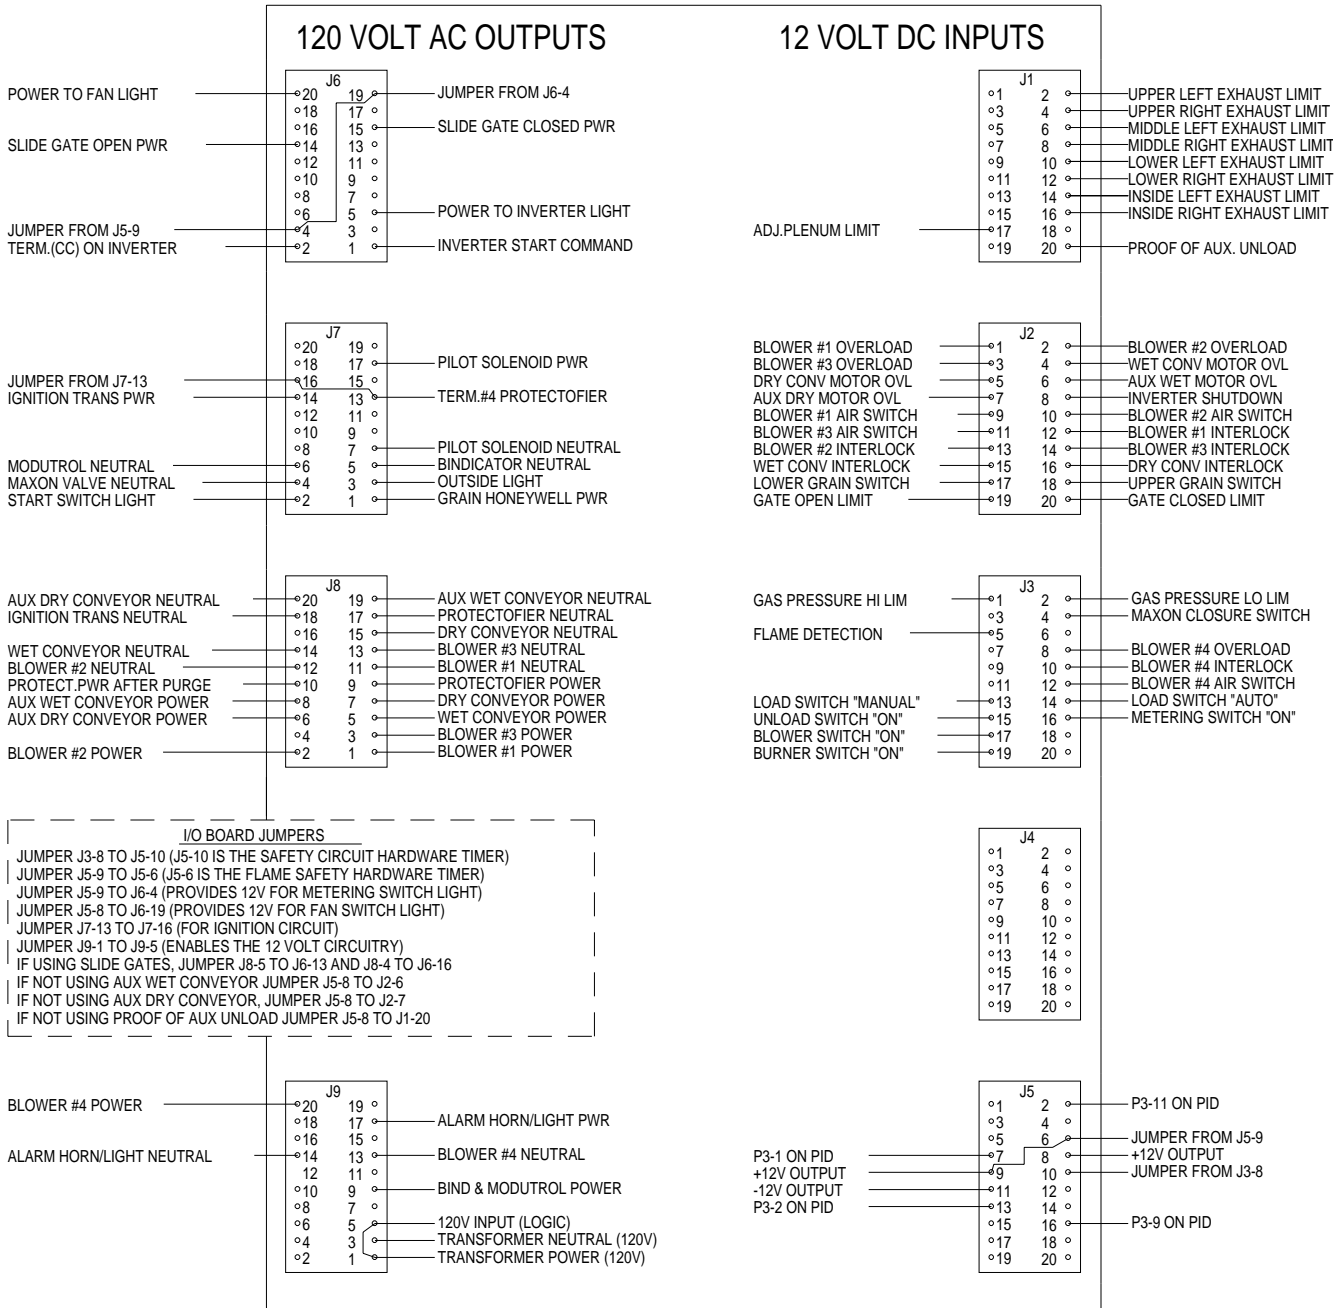 120 VOLT AC OUTPUTS
12 VOLT DC INPUTS
J6
POWER TO FAN LIGHT 20 19 JUMPER FROM J6-4
18 17
16 15 SLIDE GATE CLOSED PWR
SLIDE GATE OPEN PWR 14 13
12 11
10 9
8 7
6 5 POWER TO INVERTER LIGHT
JUMPER FROM J5-9 4 3
TERM.(CC) ON INVERTER 2 1 INVERTER START COMMAND
J1
1 2 UPPER LEFT EXHAUST LIMIT
3 4 UPPER RIGHT EXHAUST LIMIT
5 6 MIDDLE LEFT EXHAUST LIMIT
7 8 MIDDLE RIGHT EXHAUST LIMIT
9 10 LOWER LEFT EXHAUST LIMIT
11 12 LOWER RIGHT EXHAUST LIMIT
13 14 INSIDE LEFT EXHAUST LIMIT
15 16 INSIDE RIGHT EXHAUST LIMIT
ADJ.PLENUM LIMIT 17 18
19 20 PROOF OF AUX. UNLOAD
J7
20 19
18 17 PILOT SOLENOID PWR
JUMPER FROM J7-13 16 15
IGNITION TRANS PWR 14 13 TERM.#4 PROTECTOFIER
12 11
10 9
8 7 PILOT SOLENOID NEUTRAL
MODUTROL NEUTRAL 6 5 BINDICATOR NEUTRAL
MAXON VALVE NEUTRAL 4 3 OUTSIDE LIGHT
START SWITCH LIGHT 2 1 GRAIN HONEYWELL PWR
J2
BLOWER #1 OVERLOAD 1 2 BLOWER #2 OVERLOAD
BLOWER #3 OVERLOAD 3 4 WET CONV MOTOR OVL
DRY CONV MOTOR OVL 5 6 AUX WET MOTOR OVL
AUX DRY MOTOR OVL 7 8 INVERTER SHUTDOWN
BLOWER #1 AIR SWITCH 9 10 BLOWER #2 AIR SWITCH
BLOWER #3 AIR SWITCH 11 12 BLOWER #1 INTERLOCK
BLOWER #2 INTERLOCK 13 14 BLOWER #3 INTERLOCK
WET CONV INTERLOCK 15 16 DRY CONV INTERLOCK
LOWER GRAIN SWITCH 17 18 UPPER GRAIN SWITCH
GATE OPEN LIMIT 19 20 GATE CLOSED LIMIT
J8
AUX DRY CONVEYOR NEUTRAL 20 19 AUX WET CONVEYOR NEUTRAL
IGNITION TRANS NEUTRAL 18 17 PROTECTOFIER NEUTRAL
16 15 DRY CONVEYOR NEUTRAL
WET CONVEYOR NEUTRAL 14 13 BLOWER #3 NEUTRAL
BLOWER #2 NEUTRAL 12 11 BLOWER #1 NEUTRAL
PROTECT.PWR AFTER PURGE 10 9 PROTECTOFIER POWER
AUX WET CONVEYOR POWER 8 7 DRY CONVEYOR POWER
AUX DRY CONVEYOR POWER 6 5 WET CONVEYOR POWER
4 3 BLOWER #3 POWER
BLOWER #2 POWER 2 1 BLOWER #1 POWER
J3
GAS PRESSURE HI LIM 1 2 GAS PRESSURE LO LIM
3 4 MAXON CLOSURE SWITCH
FLAME DETECTION 5 6
7 8 BLOWER #4 OVERLOAD
9 10 BLOWER #4 INTERLOCK
11 12 BLOWER #4 AIR SWITCH
LOAD SWITCH "MANUAL" 13 14 LOAD SWITCH "AUTO"
UNLOAD SWITCH "ON" 15 16 METERING SWITCH "ON"
BLOWER SWITCH "ON" 17 18
BURNER SWITCH "ON" 19 20
I/O BOARD JUMPERS
JUMPER J3-8 TO J5-10 (J5-10 IS THE SAFETY CIRCUIT HARDWARE TIMER)
JUMPER J5-9 TO J5-6 (J5-6 IS THE FLAME SAFETY HARDWARE TIMER)
JUMPER J5-9 TO J6-4 (PROVIDES 12V FOR METERING SWITCH LIGHT)
JUMPER J5-8 TO J6-19 (PROVIDES 12V FOR FAN SWITCH LIGHT)
JUMPER J7-13 TO J7-16 (FOR IGNITION CIRCUIT)
JUMPER J9-1 TO J9-5 (ENABLES THE 12 VOLT CIRCUITRY)
IF USING SLIDE GATES, JUMPER J8-5 TO J6-13 AND J8-4 TO J6-16
IF NOT USING AUX WET CONVEYOR JUMPER J5-8 TO J2-6
IF NOT USING AUX DRY CONVEYOR, JUMPER J5-8 TO J2-7
IF NOT USING PROOF OF AUX UNLOAD JUMPER J5-8 TO J1-20
J4
1 2
3 4
5 6
7 8
9 10
11 12
13 14
15 16
17 18
19 20
J9
BLOWER #4 POWER 20 19
18 17 ALARM HORN/LIGHT PWR
16 15
ALARM HORN/LIGHT NEUTRAL 14 13 BLOWER #4 NEUTRAL
12 11
10 9 BIND & MODUTROL POWER
8 7
6 5 120V INPUT (LOGIC)
4 3 TRANSFORMER NEUTRAL (120V)
2 1 TRANSFORMER POWER (120V)
J5
1 2 P3-11 ON PID
3 4
5 6 JUMPER FROM J5-9
P3-1 ON PID 7 8 +12V OUTPUT
+12V OUTPUT 9 10 JUMPER FROM J3-8
-12V OUTPUT 11 12
P3-2 ON PID 13 14
15 16 P3-9 ON PID
17 18
19 20